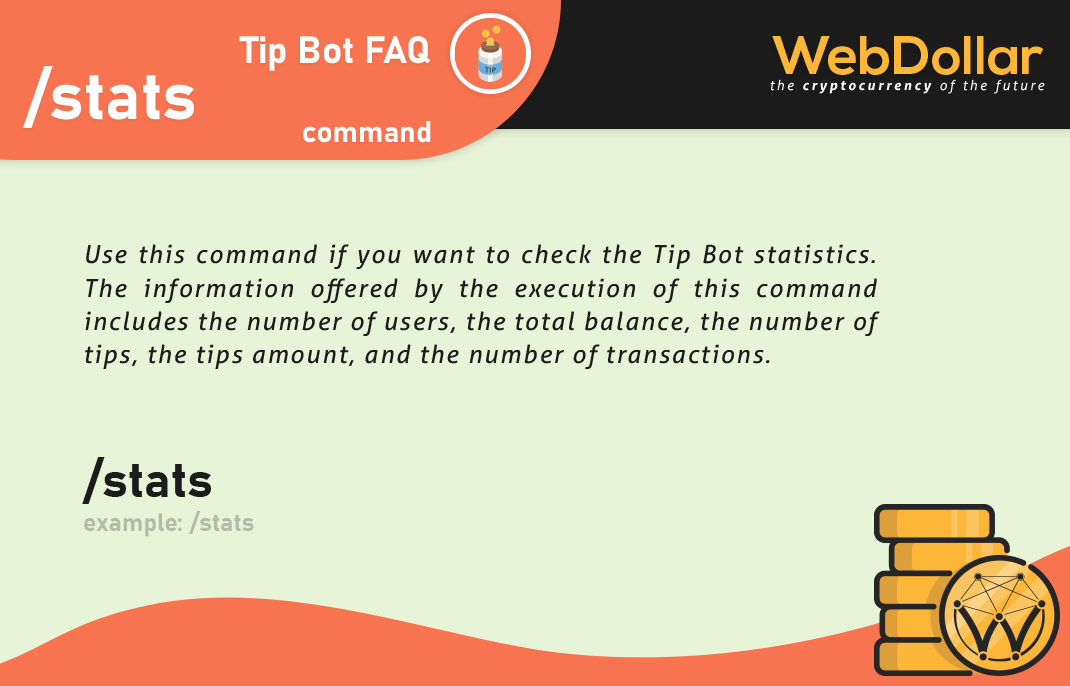 Tip Bot FAQ
TIP
/stats
command
WebDollar
the cryptocurrency of the future
Use this command if you want to check the Tip Bot statistics.
The information offered by the execution of this command
includes the number of users, the total balance, the number of
tips, the tips amount, and the number of transactions.
/stats
example: /stats